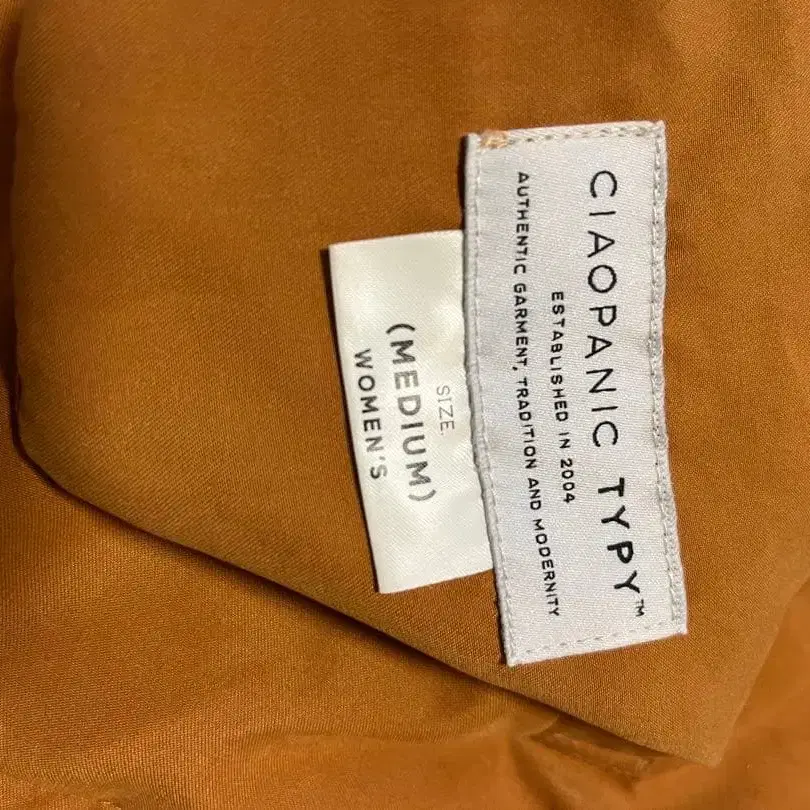 CIAOPANIC TYPY™
ESTABLISHED IN 2004
AUTHENTIC GARMENT, TRADITION AND MODERNITY
SIZE.
(MEDIUM)
WOMEN'S